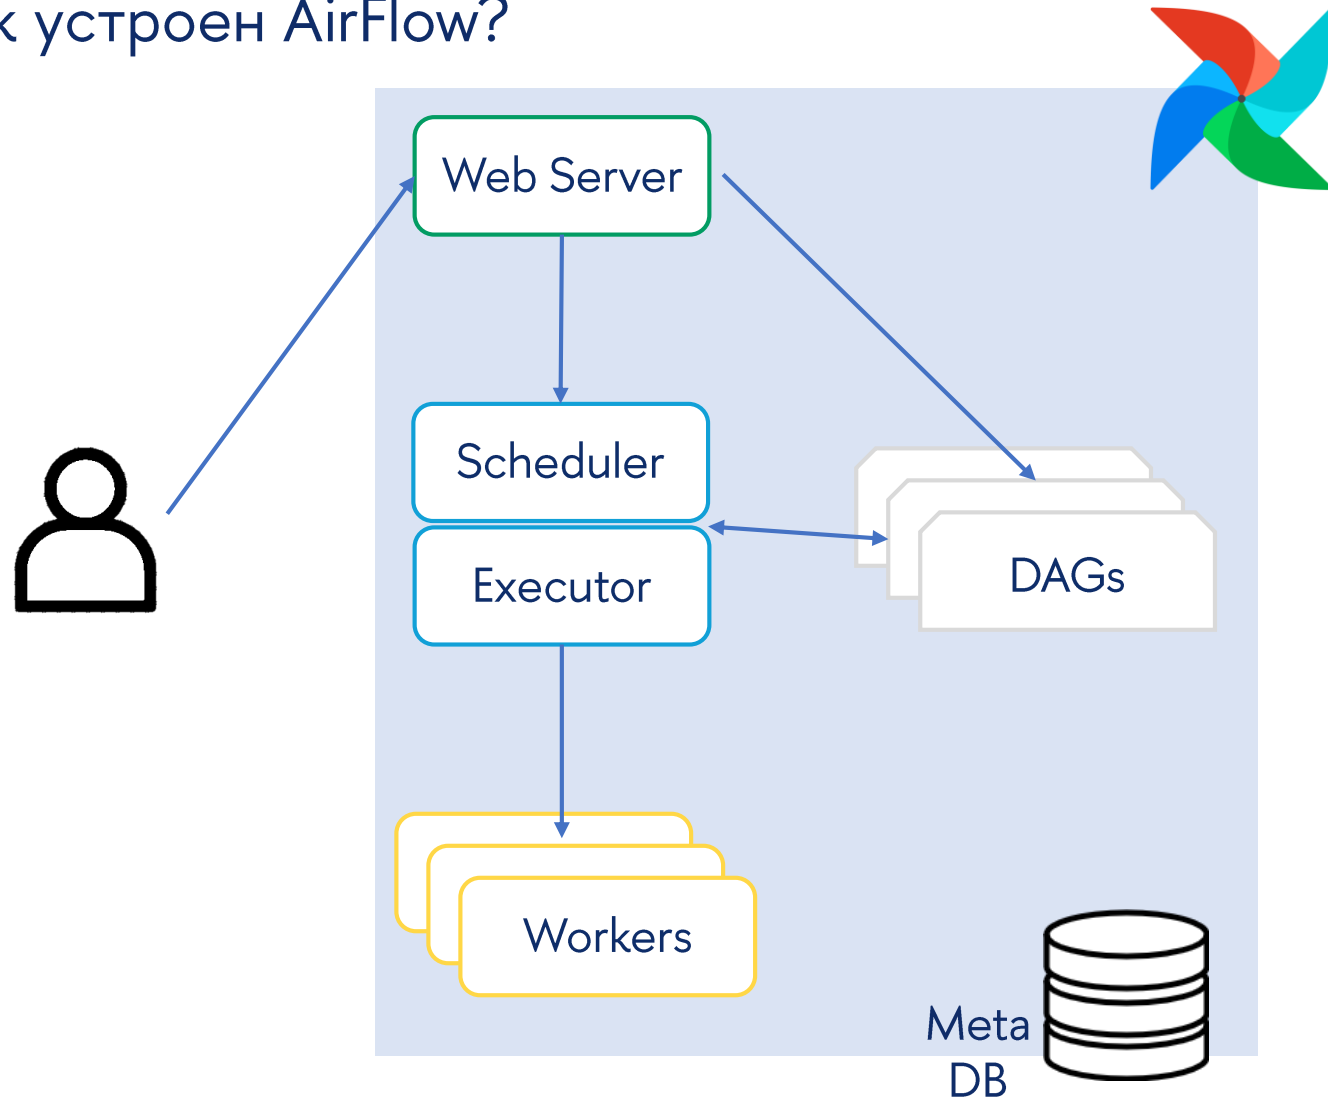 к устроен AirFlow?
Web Server
Scheduler
Executor
DAGs
Workers
Meta
DB